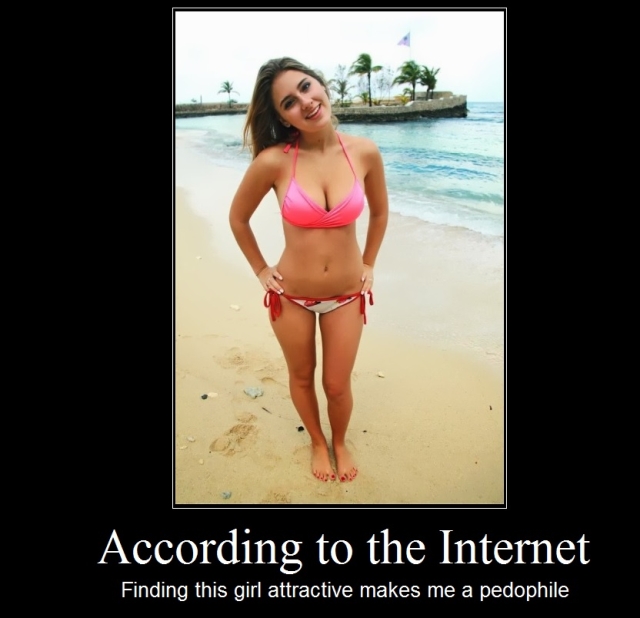 According to the Internet
Finding this girl attractive makes me a pedophile